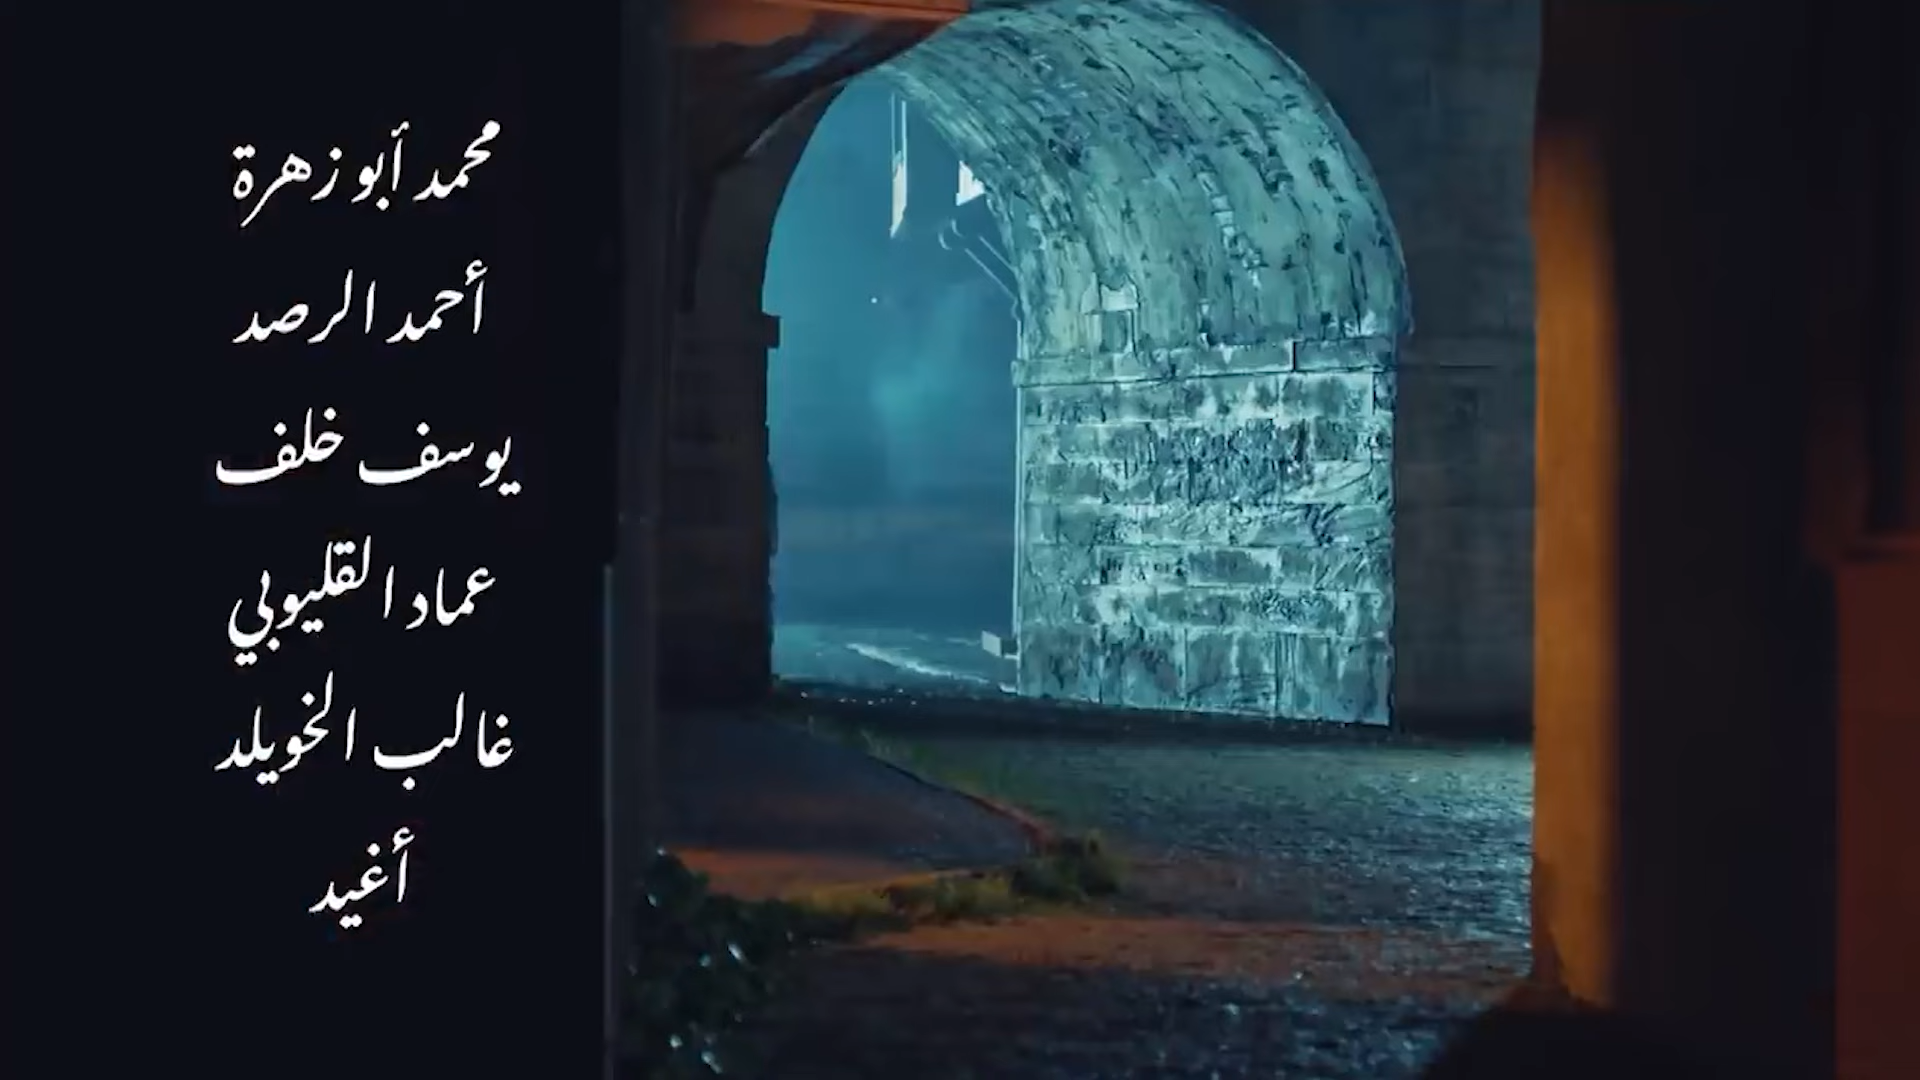 محمد أبو زهرة
أحمد الرصد
يوسف خلف
عماد القليوبي
غالب الخويلد
أغيد